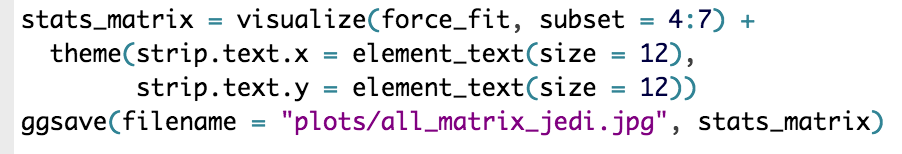 stats_matrix = visualize(force_fit, subset = 4:7) +
  theme(strip.text.x = element_text(size = 12),
        strip.text.y = element_text(size = 12))
ggsave(filename = "plots/all_matrix_jedi.jpg", stats_matrix)